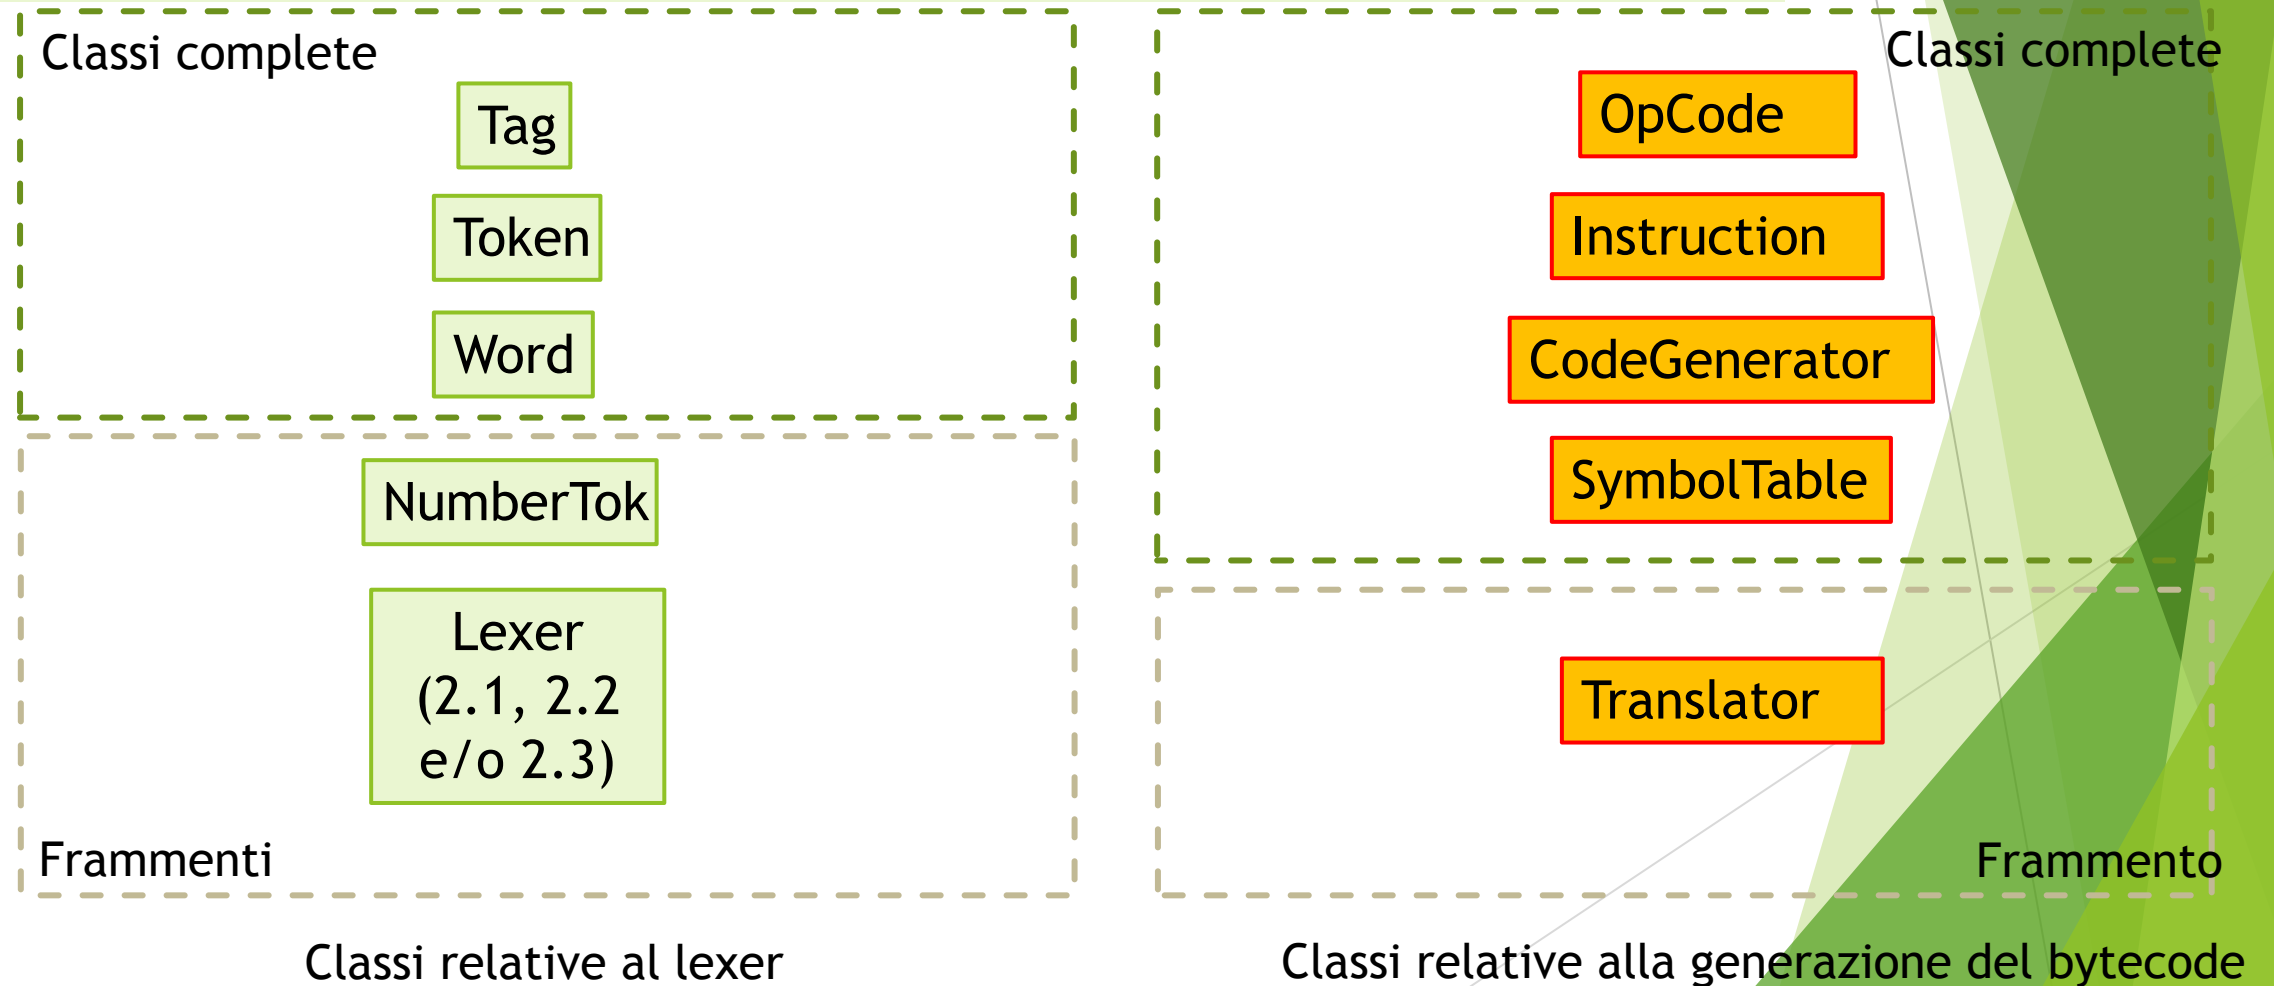 Classi complete
Tag
Token
Word
NumberTok
Lexer
(2.1, 2.2
e/o 2.3)
Frammenti
Classi relative al lexer
Classi complete
OpCode
Instruction
CodeGenerator
SymbolTable
Translator
Frammento
Classi relative alla generazione del bytecode